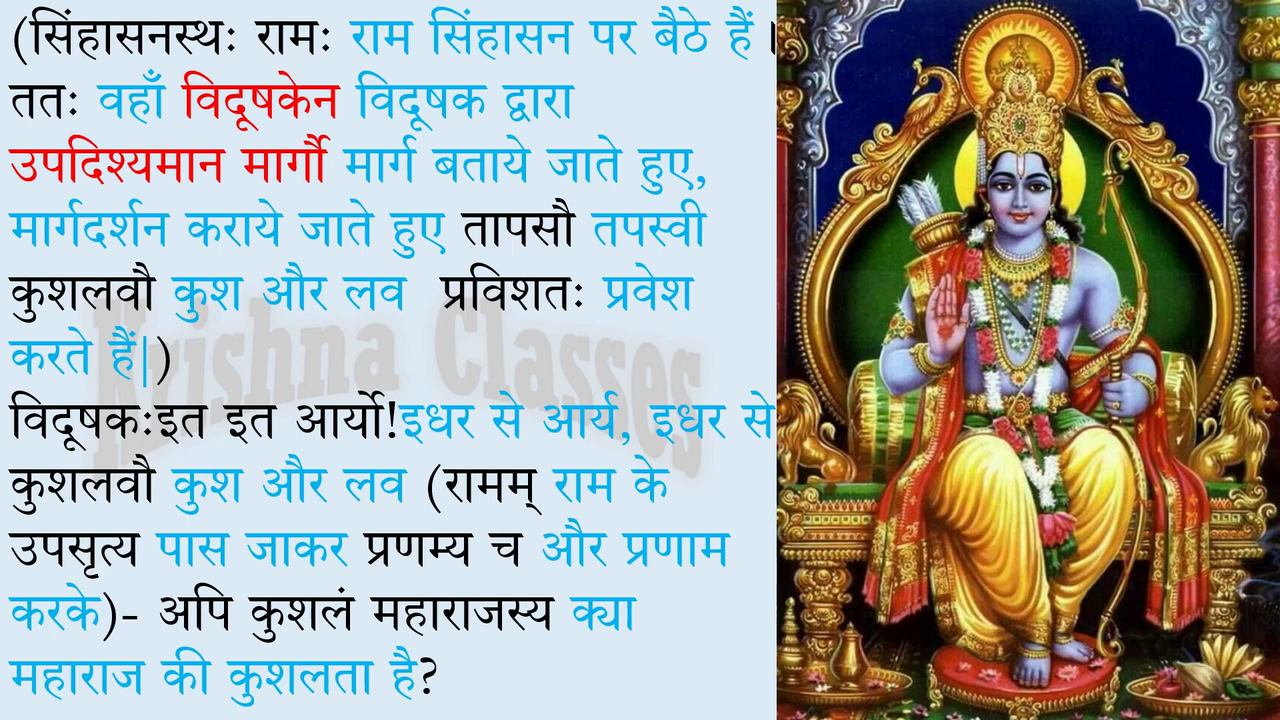 (सिंहासनस्थः रामः राम सिंहासन पर बैठे हैं।
ततः वहाँ विदूषकेन विदूषक द्वारा
उपदिश्यमान मार्गौ मार्ग बताये जाते हुए,
मार्गदर्शन कराये जाते हुए तापसौ तपस्वी
कुशलवौ कुश और लव प्रविशतः प्रवेश
करते हैं|)
विदूषकःइत इत आर्यो!इधर से आर्य, इधर से
कुशलवौ कुश और लव (रामम् राम के
उपसृत्य पास जाकर प्रणम्य च और प्रणाम
करके)- अपि कुशलं महाराजस्य क्या
महाराज की कुशलता है?
Krishna Classes